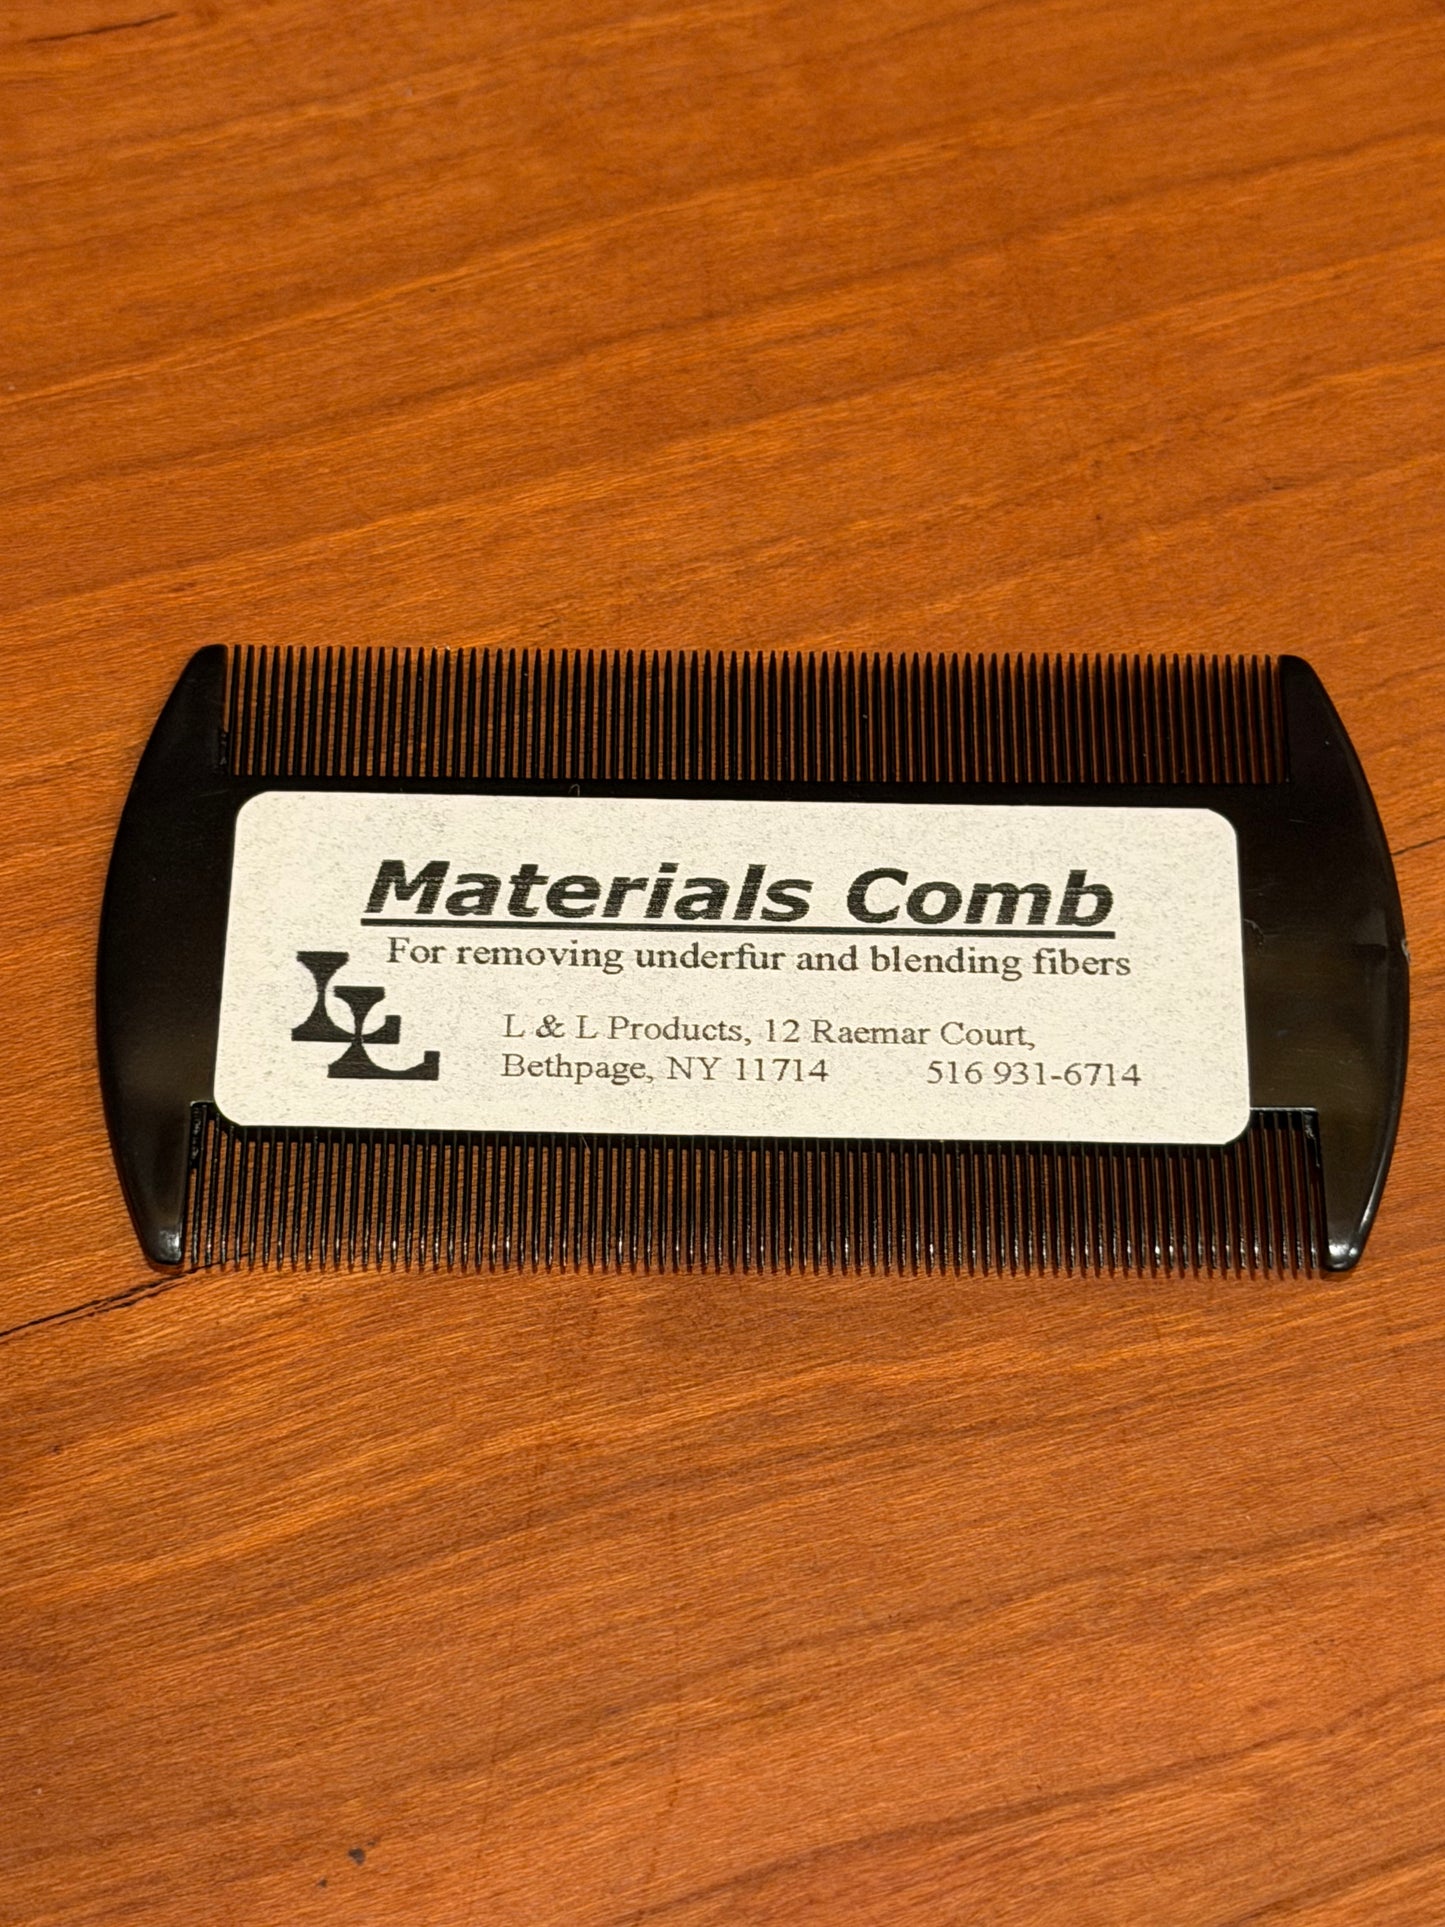 Materials Comb
For removing underfur and blending fibers
LL
L & L Products, 12 Raemar Court,
Bethpage, NY 11714 516 931-6714